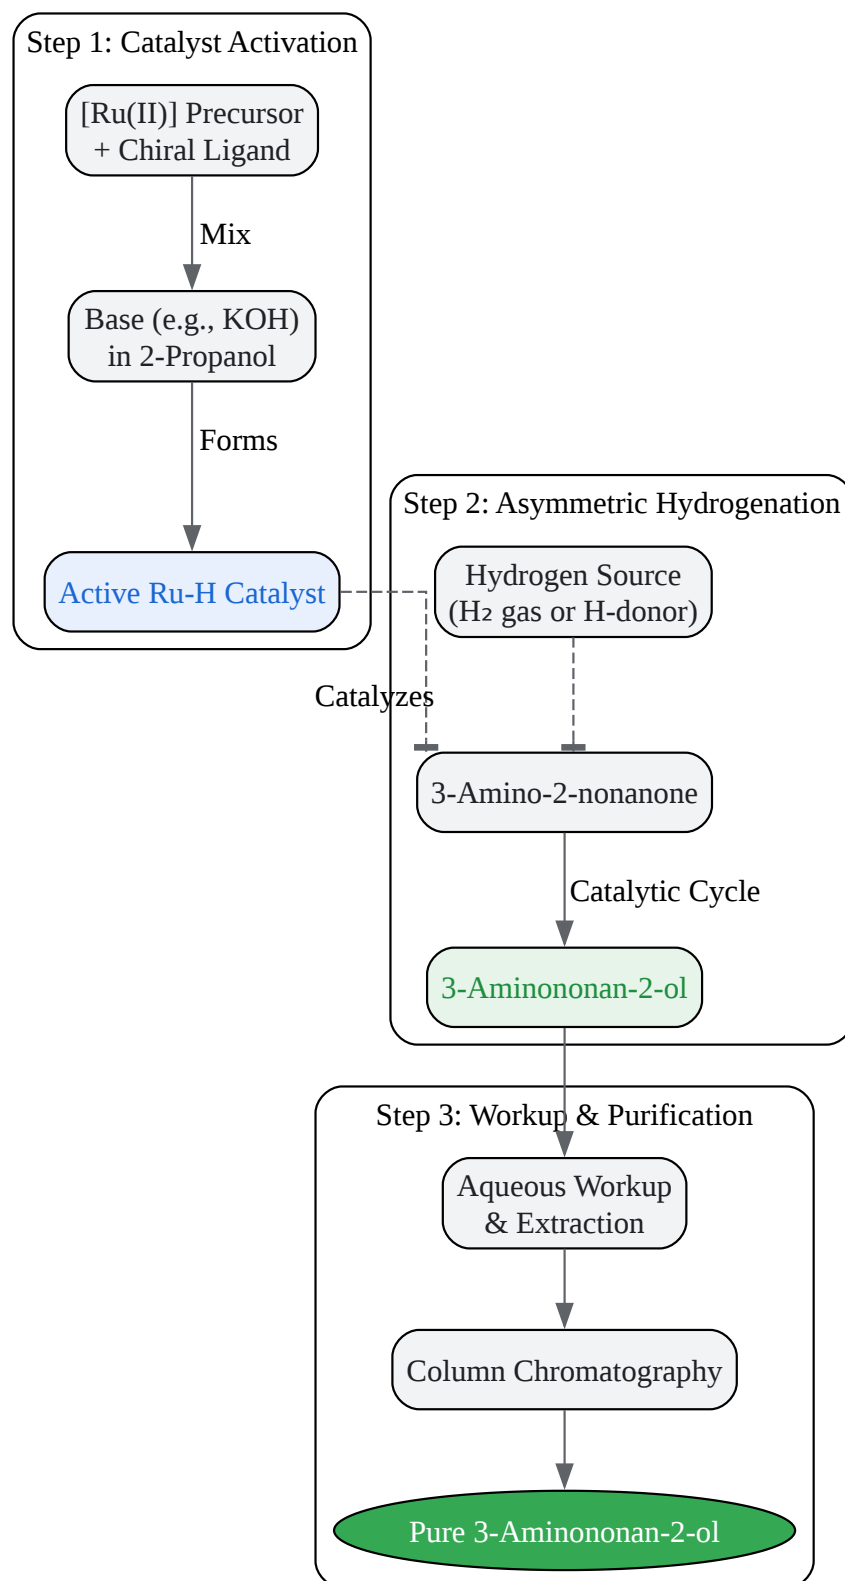 Step 1: Catalyst Activation
[Ru(II)] Precursor
+ Chiral Ligand
Mix
Base (e.g., KOH)
in 2-Propanol
Forms
Active Ru-H Catalyst
Step 2: Asymmetric Hydrogenation
Hydrogen Source
(H₂ gas or H-donor)
Catalyzes
3-Amino-2-nonanone
Catalytic Cycle
3-Aminononan-2-ol
Step 3: Workup & Purification
Aqueous Workup
& Extraction
Column Chromatography
Pure 3-Aminononan-2-ol